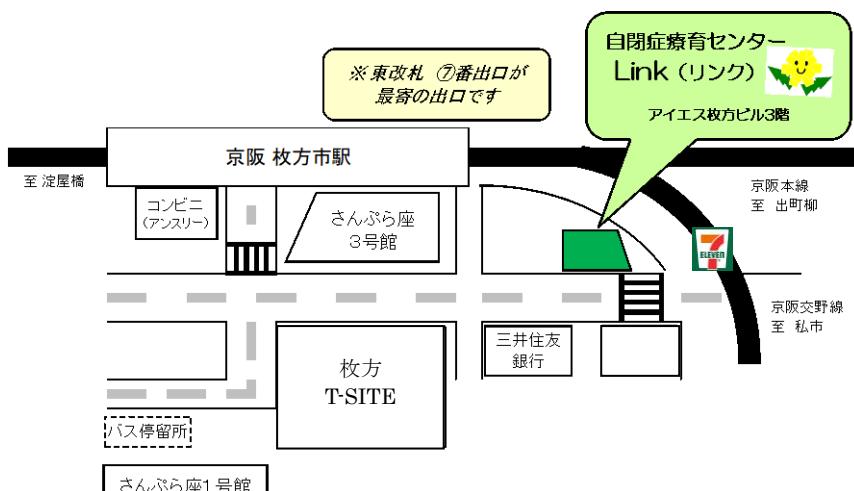 自閉症療育センター
Link（リンク）
アイエス枚方ビル3階
※東改札 ⑦番出口が
最寄の出口です
京阪 枚方市駅
至 淀屋橋
京阪本線
至 出町柳
コンビニ
(アンスリー)
さんぷら座
3号館
7
ELEVEN
京阪交野線
至 私市
三井住友
銀行
枚方
T-SITE
バス停留所
さんぷら座1号館